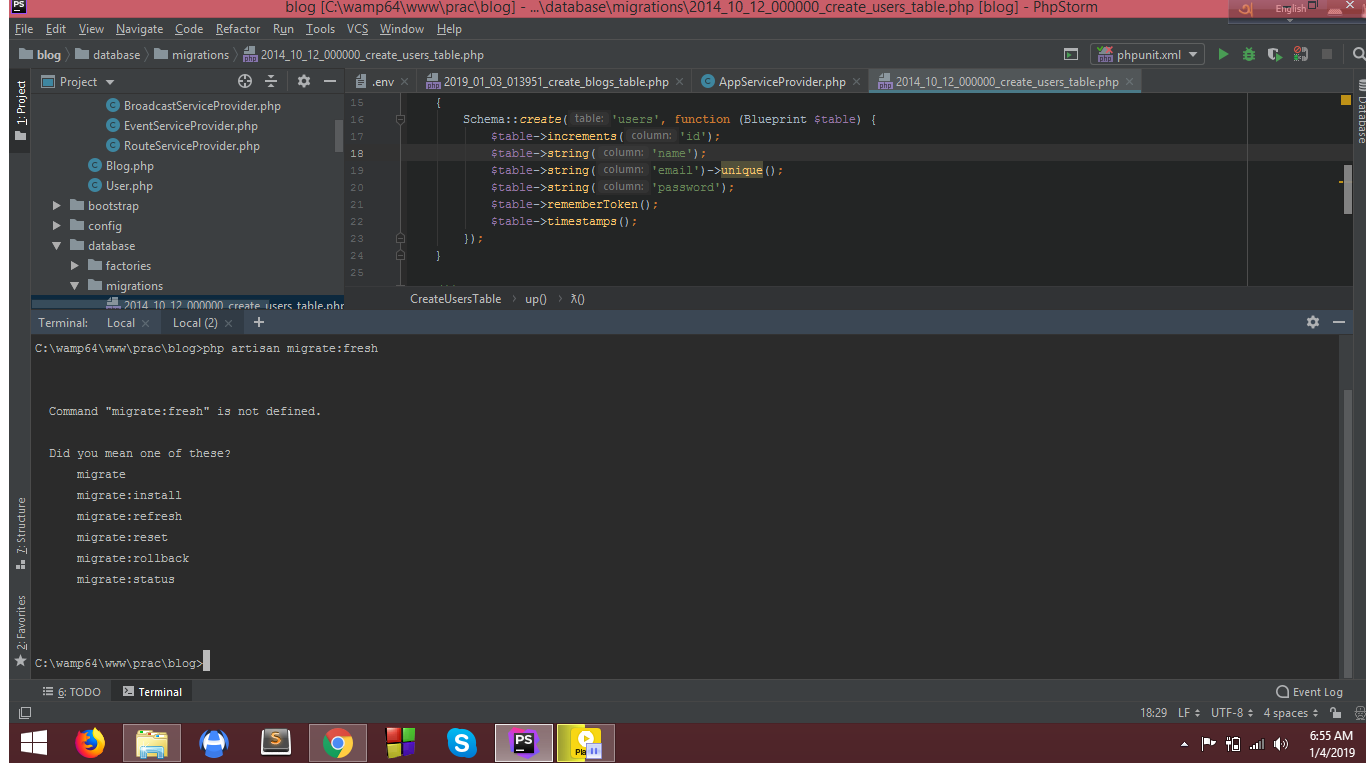 PS blog [C:\wamp64\www\prac\blog] - ...\database\migrations\2014_10_12_000000_create_users_table.php [blog] - PhpStorm
English
File Edit View Navigate Code Refactor Run Tools VCS Window Help
blog database migrations 2014_10_12_000000_create_users_table.php
phpunit.xml
Project
.env 2019_01_03_013951_create_blogs_table.php AppServiceProvider.php 2014_10_12_000000_create_users_table.php
1: Project
Database
BroadcastServiceProvider.php
EventServiceProvider.php
RouteServiceProvider.php
Blog.php
User.php
bootstrap
config
database
factories
migrations
2014_10_12_000000_create_users_table.php
15 {
16 Schema::create( table: 'users', function (Blueprint $table) {
17 $table->increments( column: 'id');
18 $table->string( column: 'name');
19 $table->string( column: 'email')->unique();
20 $table->string( column: 'password');
21 $table->rememberToken();
22 $table->timestamps();
23 });
24 }
25
CreateUsersTable up() λ()
Terminal: Local Local (2) +
C:\wamp64\www\prac\blog>php artisan migrate:fresh
Command "migrate:fresh" is not defined.
Did you mean one of these?
migrate
migrate:install
migrate:refresh
migrate:reset
migrate:rollback
migrate:status
C:\wamp64\www\prac\blog>
7: Structure
2: Favorites
6: TODO Terminal Event Log
18:29 LF UTF-8 4 spaces
PS
6:55 AM
1/4/2019